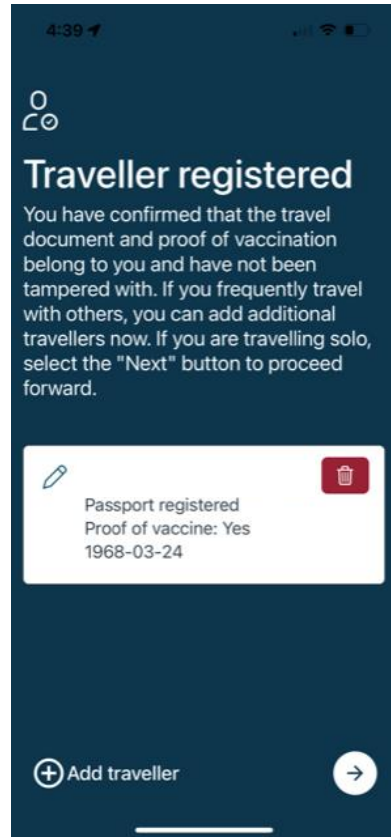 4:39
Traveller registered
You have confirmed that the travel
document and proof of vaccination
belong to you and have not been
tampered with. If you frequently travel
with others, you can add additional
travellers now. If you are travelling solo,
select the "Next" button to proceed
forward.
Passport registered
Proof of vaccine: Yes
1968-03-24
Add traveller